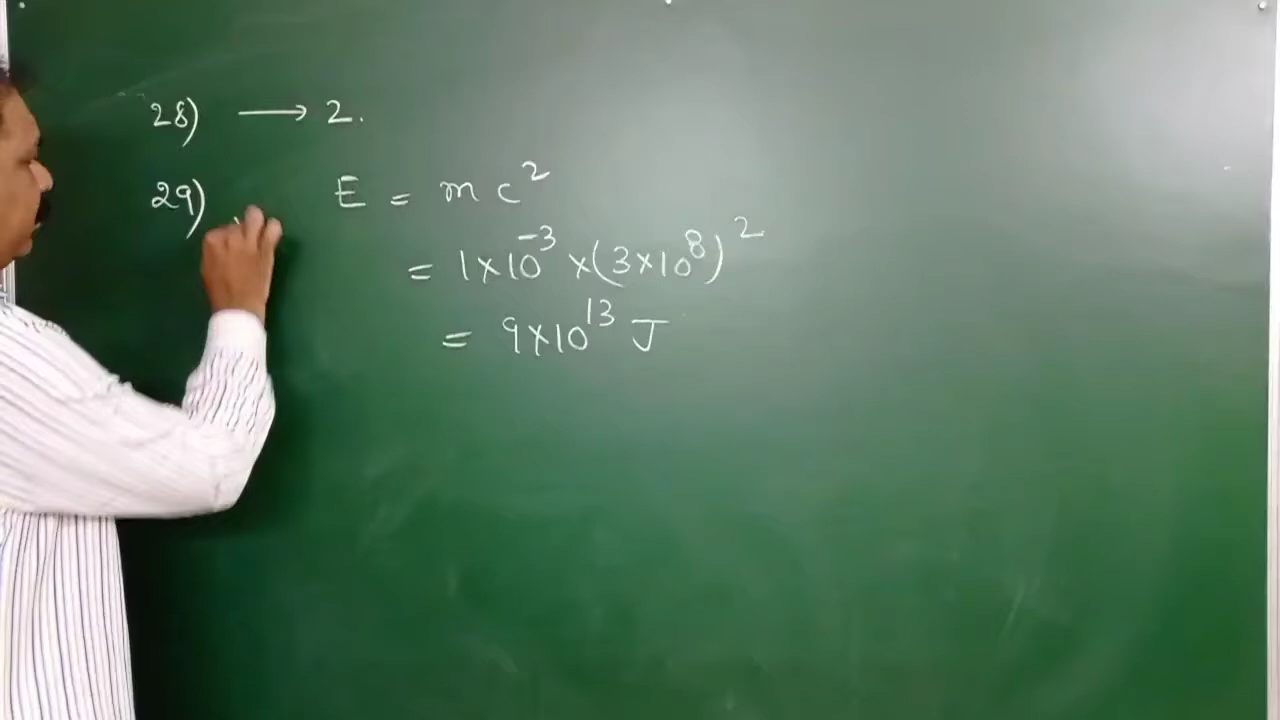 28) → 2.
29) E = mc²
= 1×10⁻³ ×(3×10⁸)²
= 9×10¹³ J